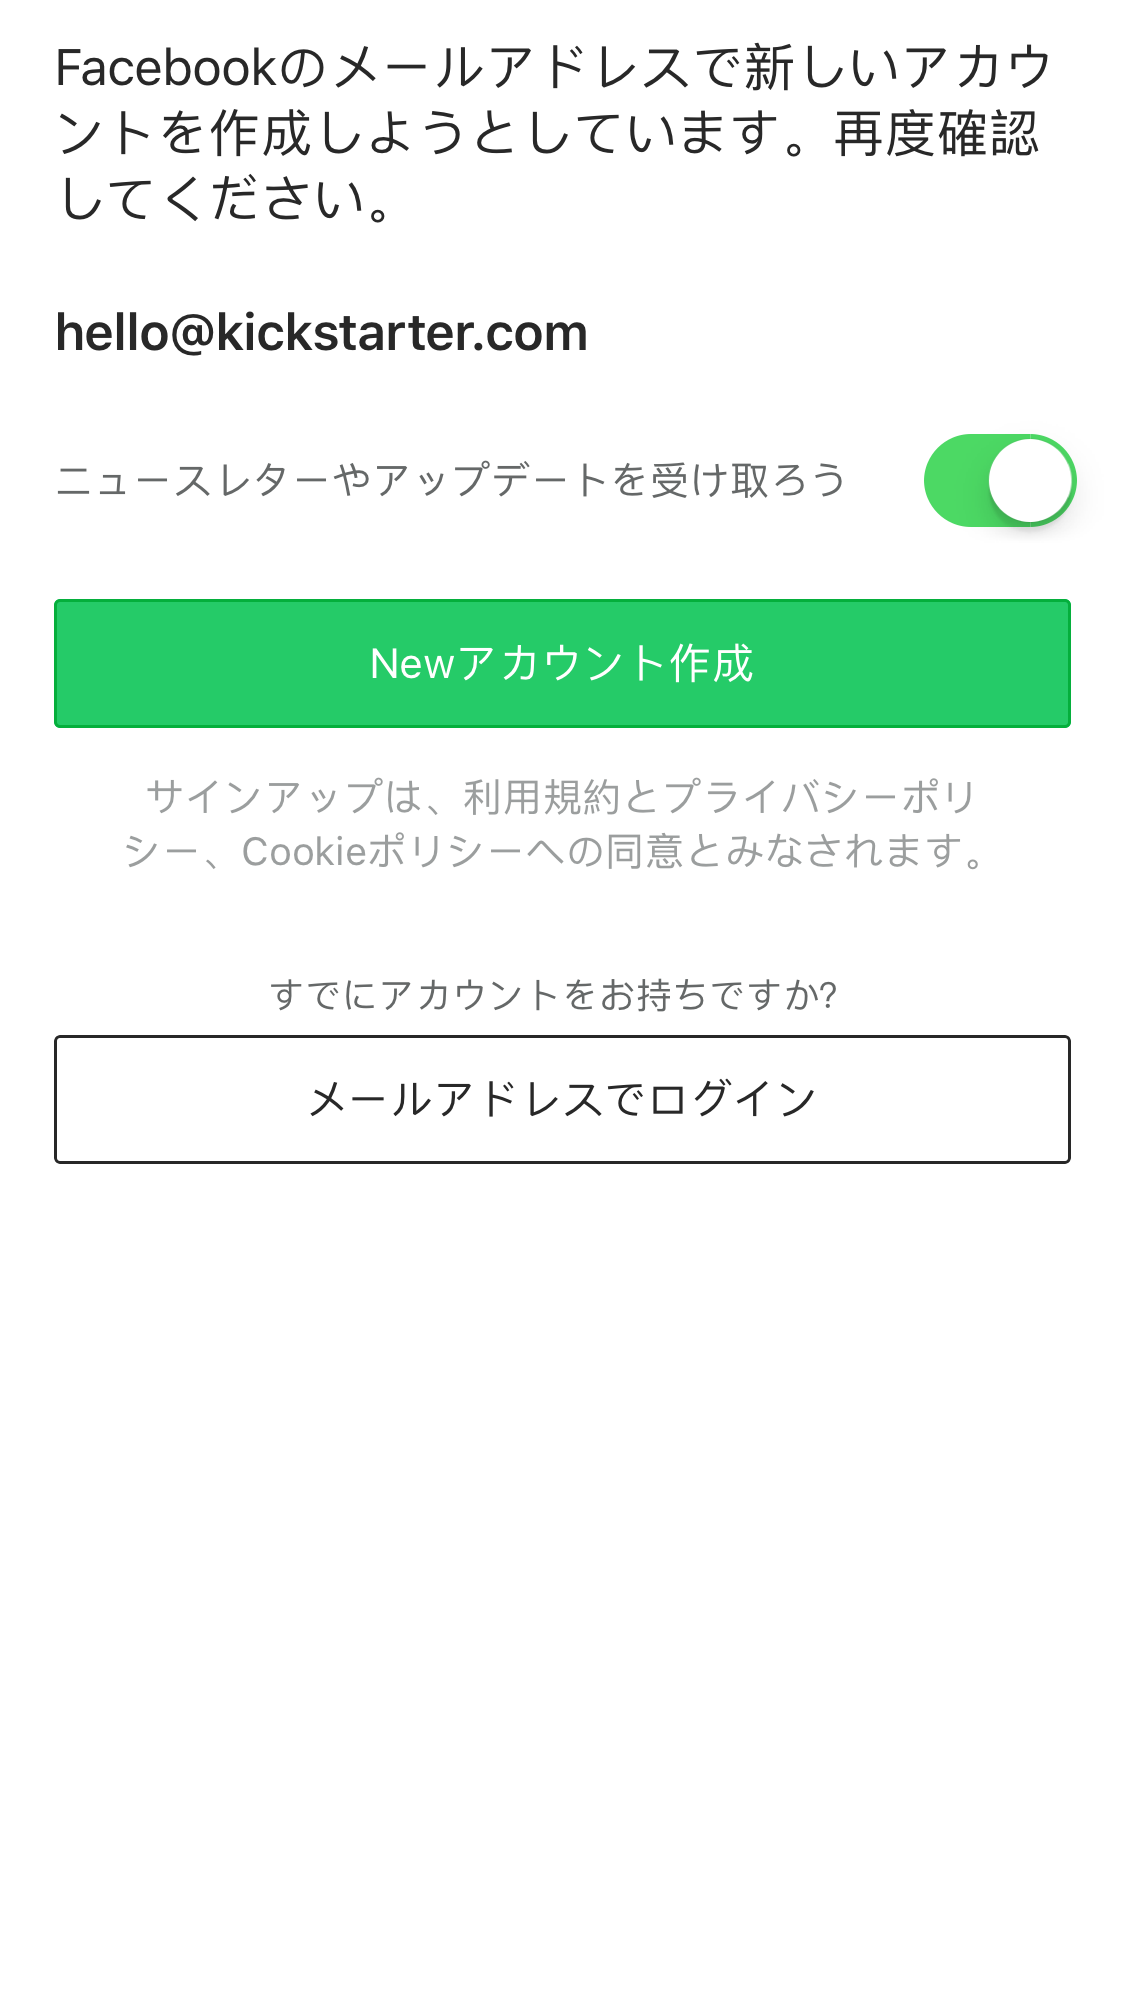 Facebookのメールアドレスで新しいアカウ
ントを作成しようとしています。再度確認
してください。
hello@kickstarter.com
ニュースレターやアップデートを受け取ろう
Newアカウント作成
サインアップは、利用規約とプライバシーポリ
シー、Cookieポリシーへの同意とみなされます。
すでにアカウントをお持ちですか?
メールアドレスでログイン